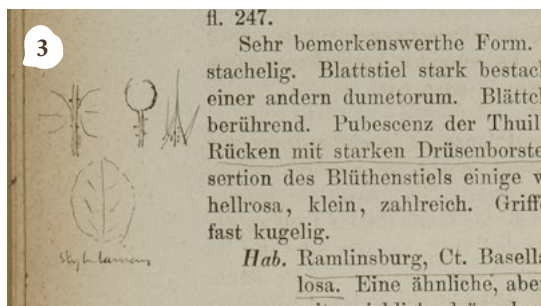 3
fl. 247.
Sehr bemerkenswerthe Form.
stachelig. Blattstiel stark bestach
einer andern dumetorum. Blättch
berührend. Pubescenz der Thuil
Rücken mit starken Drüsenborste
sertion des Blüthenstiels einige w
hellrosa, klein, zahlreich. Griffe
fast kugelig.
Hab. Ramlinsburg, Ct. Basella
losa. Eine ähnliche, aber